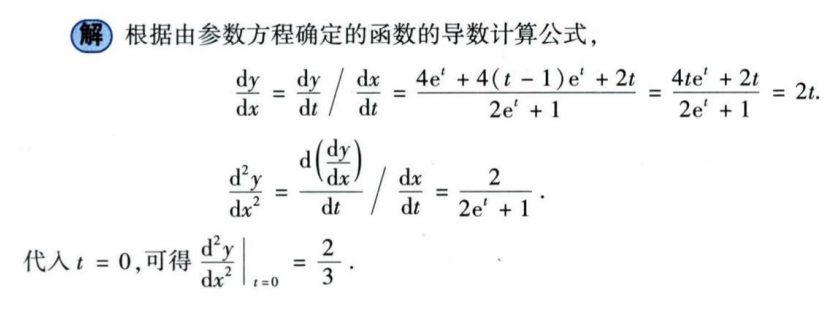 解 根据由参数方程确定的函数的导数计算公式,
dy/dx = dy/dt / dx/dt = (4e^t + 4(t − 1)e^t + 2t)/(2e^t + 1) = (4te^t + 2t)/(2e^t + 1) = 2t.
d²y/dx² = d(dy/dx)/dt / dx/dt = 2/(2e^t + 1).
代入 t = 0,可得 d²y/dx² |_{t=0} = 2/3.